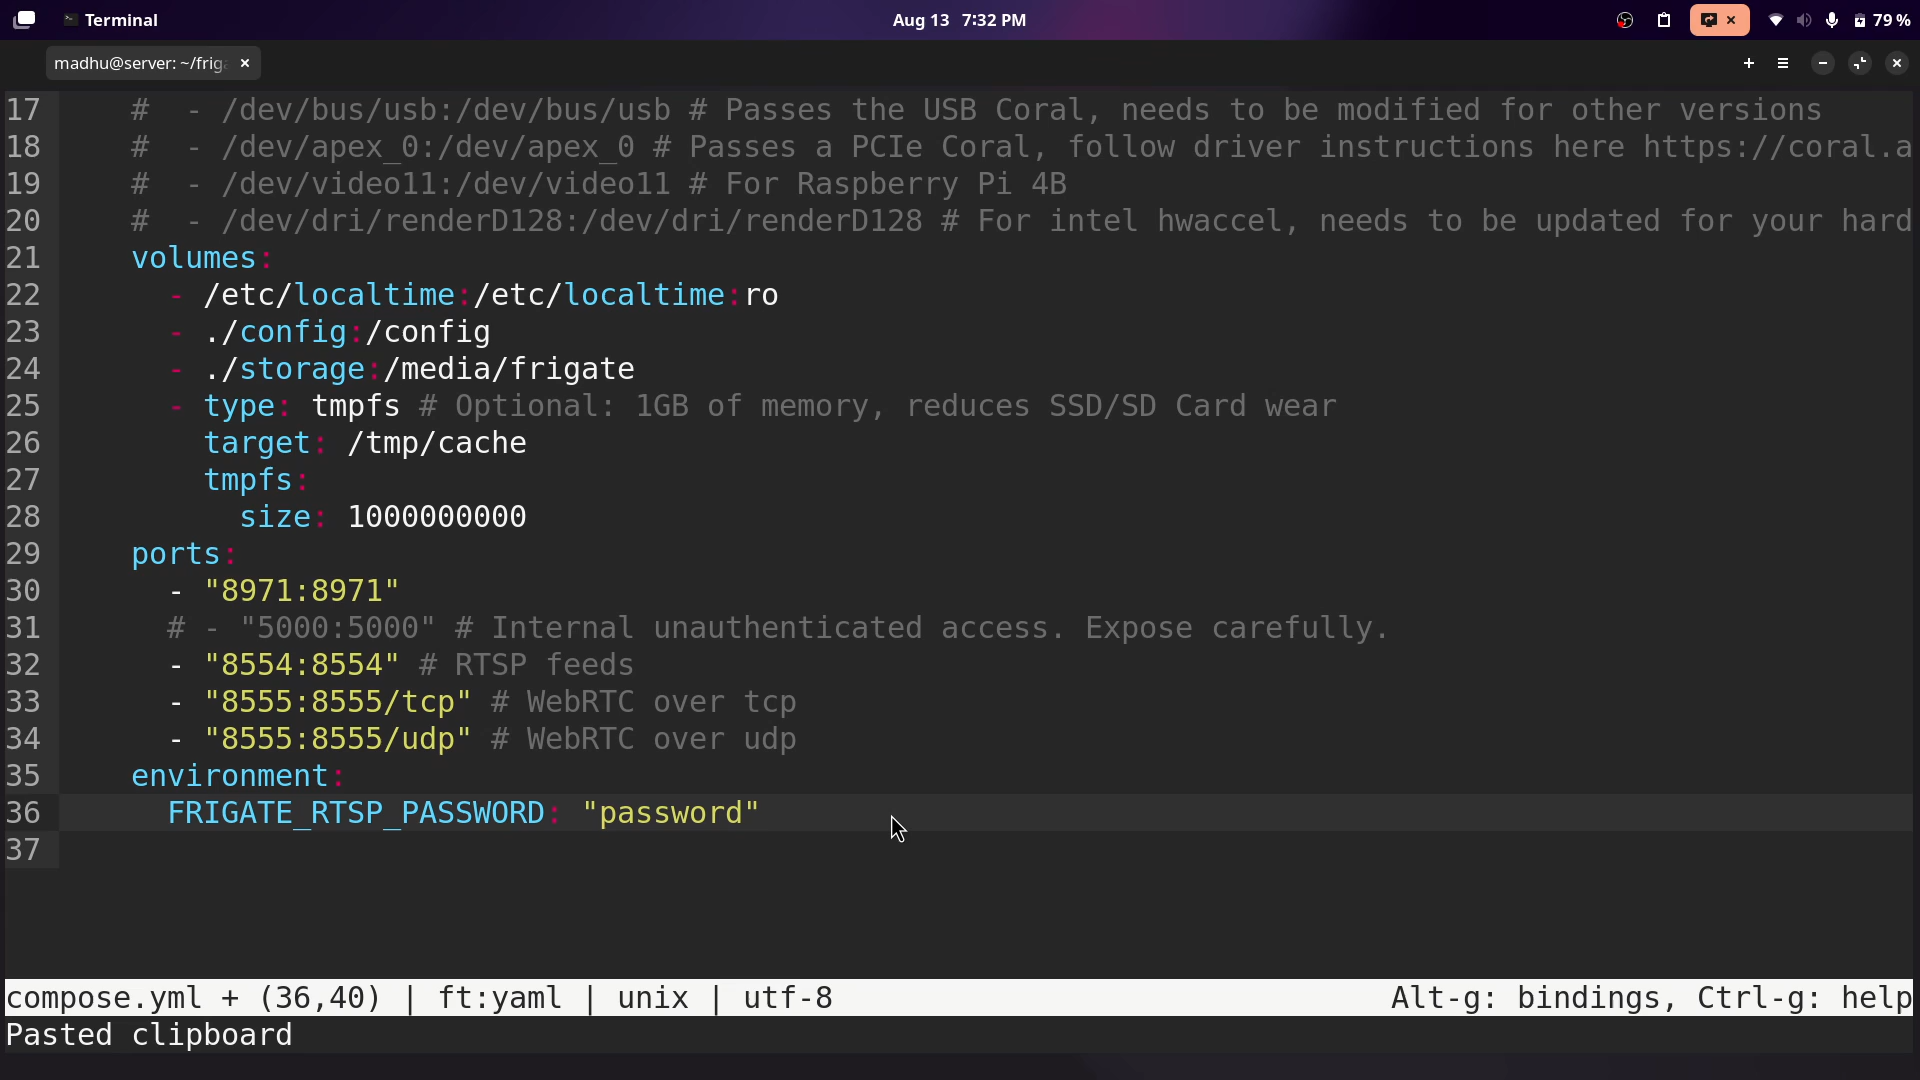 Terminal
Aug 13 7:32 PM
79 %
madhu@server: ~/frig
17 #  - /dev/bus/usb:/dev/bus/usb # Passes the USB Coral, needs to be modified for other versions
18 #  - /dev/apex_0:/dev/apex_0 # Passes a PCIe Coral, follow driver instructions here https://coral.a
19 #  - /dev/video11:/dev/video11 # For Raspberry Pi 4B
20 #  - /dev/dri/renderD128:/dev/dri/renderD128 # For intel hwaccel, needs to be updated for your hard
21 volumes:
22 - /etc/localtime:/etc/localtime:ro
23 - ./config:/config
24 - ./storage:/media/frigate
25 - type: tmpfs # Optional: 1GB of memory, reduces SSD/SD Card wear
26 target: /tmp/cache
27 tmpfs:
28 size: 1000000000
29 ports:
30 - "8971:8971"
31 # - "5000:5000" # Internal unauthenticated access. Expose carefully.
32 - "8554:8554" # RTSP feeds
33 - "8555:8555/tcp" # WebRTC over tcp
34 - "8555:8555/udp" # WebRTC over udp
35 environment:
36 FRIGATE_RTSP_PASSWORD: "password"
37
compose.yml + (36,40) | ft:yaml | unix | utf-8 Alt-g: bindings, Ctrl-g: help
Pasted clipboard